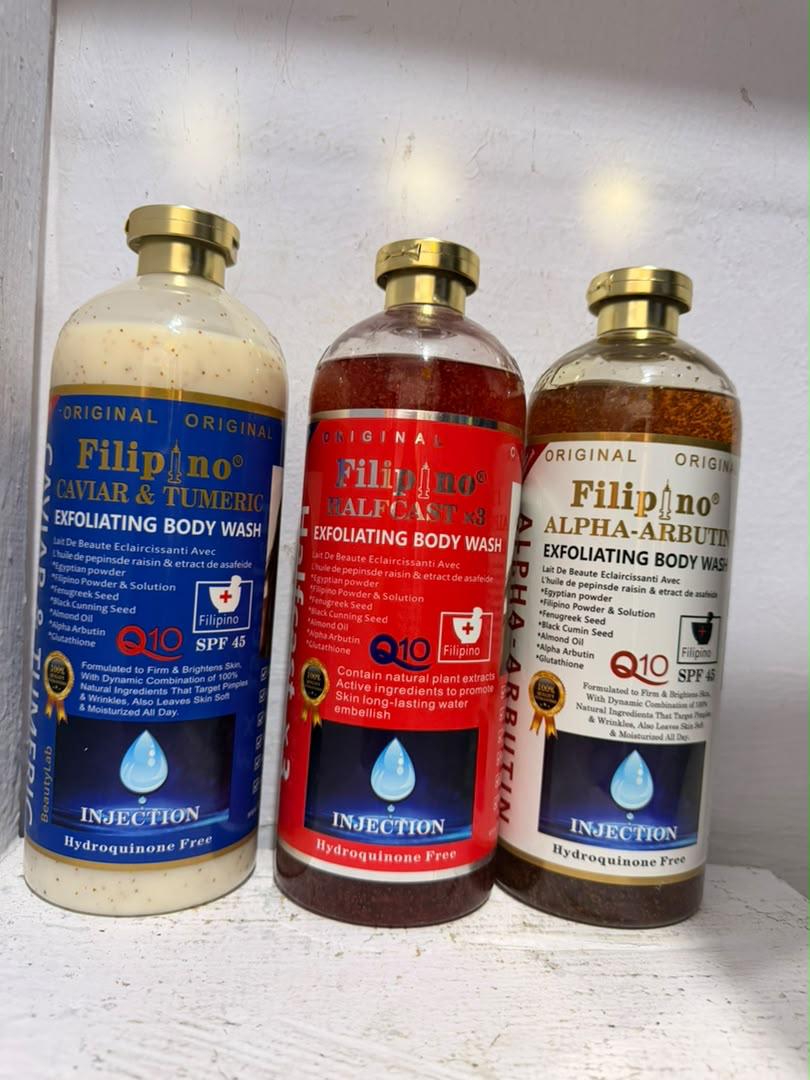 ORIGINAL ORIGINAL
Filipino®
CAVIAR & TUMERIC
EXFOLIATING BODY WASH
Lait De Beaute Eclaircissanti Avec
L'huile de pepinsde raisin & etract de asafeide
*Egyptian powder
*Filipino Powder & Solution
*Fenugreek Seed
*Black Cunning Seed
*Almond Oil
*Alpha Arbutin
*Glutathione
Q10
Filipino
SPF 45
100%
Formulated to Firm & Brightens Skin,
With Dynamic Combination of 100%
Natural Ingredients That Target Pimples
& Wrinkles, Also Leaves Skin Soft
& Moisturized All Day.
INJECTION
Hydroquinone Free
CAVIAR & TUMERIC
BeautyLab
ORIGINAL
Filipino®
HALFCAST x3
EXFOLIATING BODY WASH
Lait De Beaute Eclaircissanti Avec
L'huile de pepinsde raisin & etract de asafeide
*Egyptian powder
*Filipino Powder & Solution
*Fenugreek Seed
*Black Cunning Seed
*Almond Oil
*Alpha Arbutin
*Glutathione
Q10
Filipino
100%
Contain natural plant extracts
Active ingredients to promote
Skin long-lasting water
embellish
INJECTION
Hydroquinone Free
Halfcast x3
ORIGINAL ORIGIN
Filipino®
ALPHA-ARBUTIN
EXFOLIATING BODY WASH
Lait De Beaute Eclaircissanti Avec
L'huile de pepinsde raisin & etract de asafeide
*Egyptian powder
*Filipino Powder & Solution
*Fenugreek Seed
*Black Cumin Seed
*Almond Oil
*Alpha Arbutin
*Glutathione
Q10
Filipino
SPF 45
100%
Formulated to Firm & Brightens Skin,
With Dynamic Combination of 100%
Natural Ingredients That Target Pimples
& Wrinkles, Also Leaves Skin Soft
& Moisturized All Day.
INJECTION
Hydroquinone Free
ALPHA-ARBUTIN